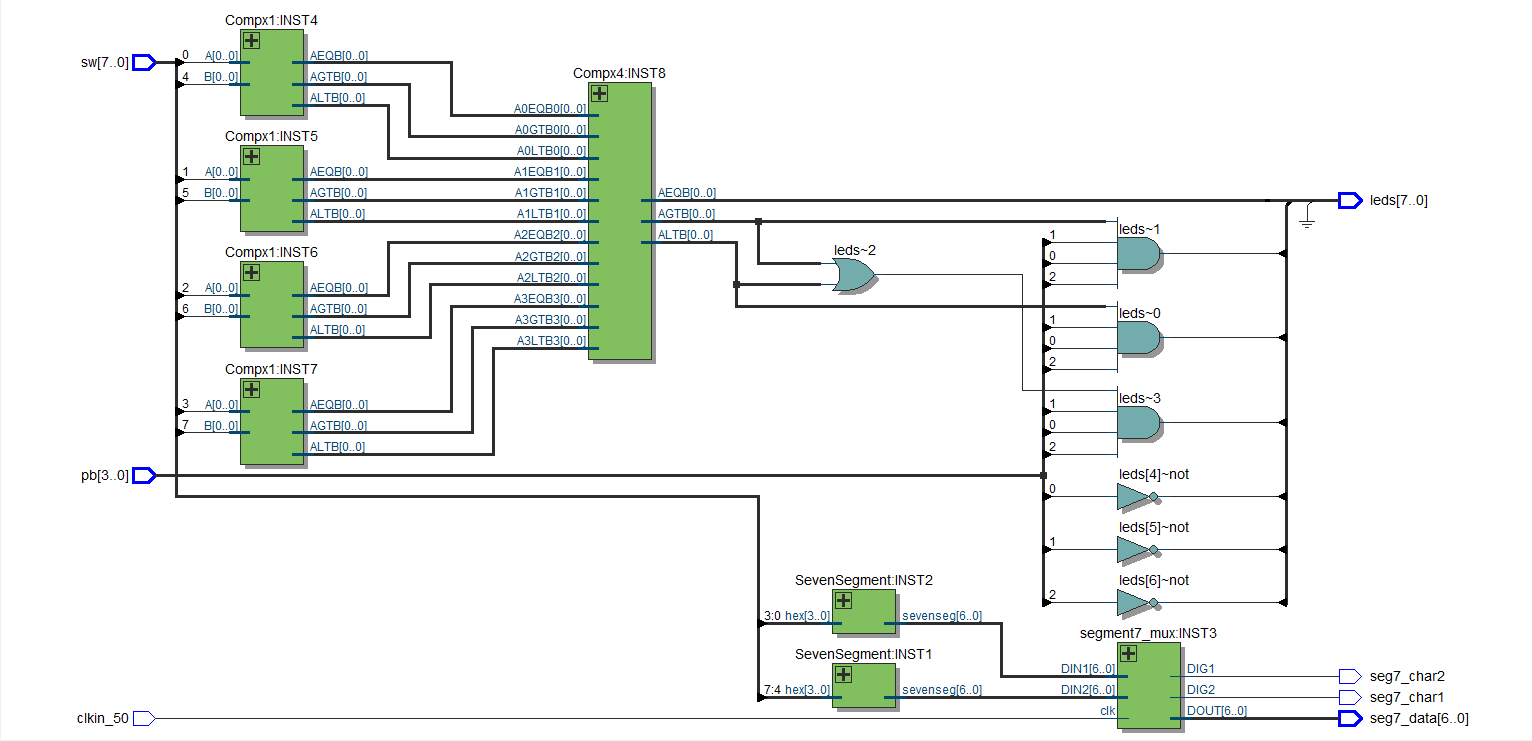 Compx1:INST4
sw[7..0]
0 A[0..0] AEQB[0..0]
4 B[0..0] AGTB[0..0]
ALTB[0..0]
Compx1:INST5
1 A[0..0] AEQB[0..0]
5 B[0..0] AGTB[0..0]
ALTB[0..0]
Compx1:INST6
2 A[0..0] AEQB[0..0]
6 B[0..0] AGTB[0..0]
ALTB[0..0]
Compx1:INST7
3 A[0..0] AEQB[0..0]
7 B[0..0] AGTB[0..0]
ALTB[0..0]
pb[3..0]
Compx4:INST8
A0EQB0[0..0]
A0GTB0[0..0]
A0LTB0[0..0]
A1EQB1[0..0]
A1GTB1[0..0]
A1LTB1[0..0]
A2EQB2[0..0]
A2GTB2[0..0]
A2LTB2[0..0]
A3EQB3[0..0]
A3GTB3[0..0]
A3LTB3[0..0]
AEQB[0..0]
AGTB[0..0]
ALTB[0..0]
leds~2
leds[7..0]
leds~1
1
0
2
leds~0
1
0
2
leds~3
1
0
2
leds[4]~not
0
leds[5]~not
1
leds[6]~not
2
SevenSegment:INST2
3:0 hex[3..0] sevenseg[6..0]
SevenSegment:INST1
7:4 hex[3..0] sevenseg[6..0]
segment7_mux:INST3
DIN1[6..0] DIG1
DIN2[6..0] DIG2
clk DOUT[6..0]
seg7_char2
seg7_char1
seg7_data[6..0]
clkin_50